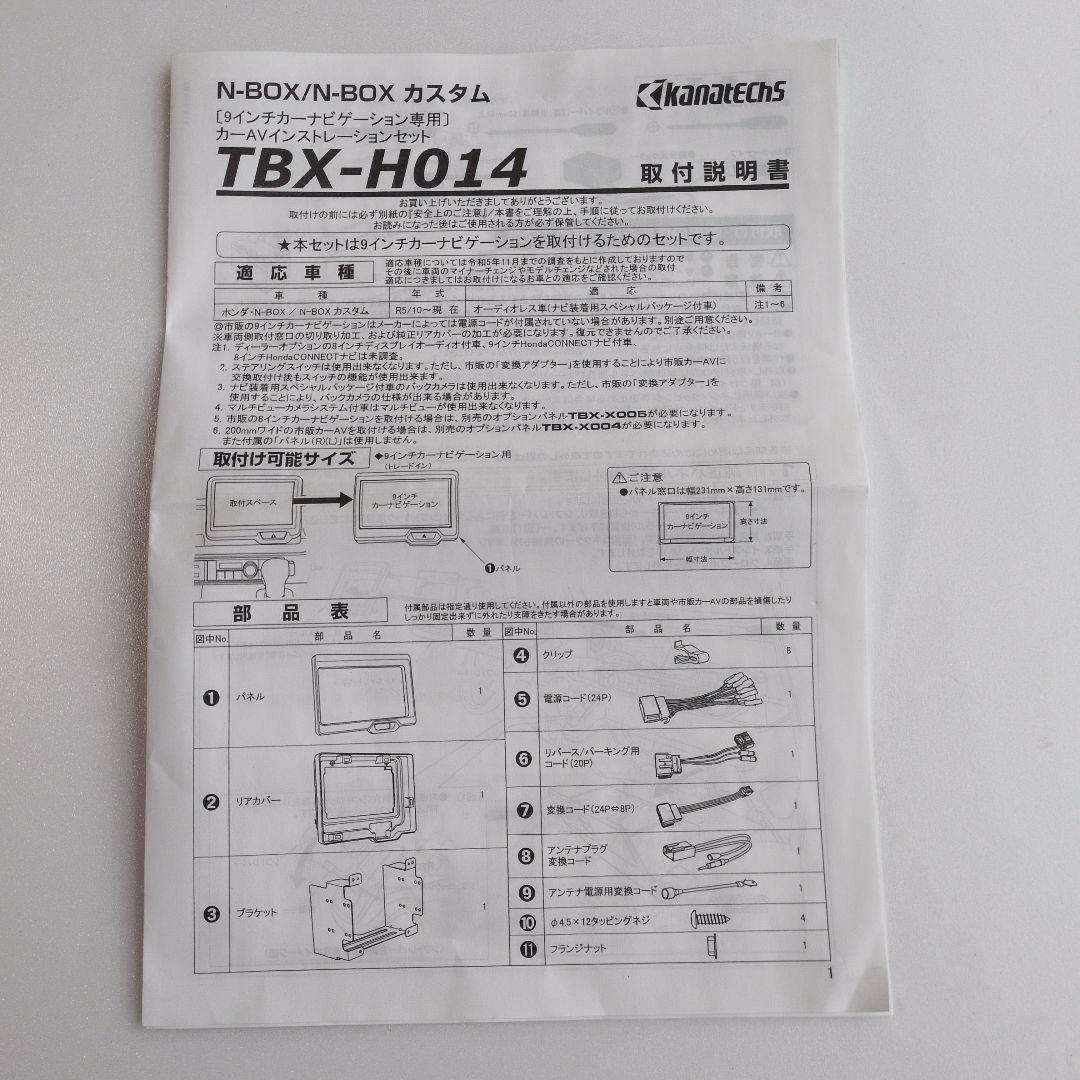 N-BOX/N-BOX カスタム
kanatechs
〔9インチカーナビゲーション専用〕
カーAVインストレーションセット
TBX-H014
取付説明書
お買い上げいただきましてありがとうございます。
取付けの前には必ず別紙の『安全上のご注意』/本書をご理解の上、手順に従ってお取付けください。
お読みになった後はご使用される方が必ず保管してください。
★本セットは9インチカーナビゲーションを取付けるためのセットです。
適応車種
適応車種については令和5年11月までの調査をもとに作成しておりますので
その後に車両のマイナーチェンジやモデルチェンジなどされた場合の取付
適応につきましてはお取付けになるお車との適応をご確認ください。
車種 年式 適応 備考
ホンダ・N-BOX / N-BOX カスタム R5/10〜現在 オーディオレス車(ナビ装着用スペシャルパッケージ付車) 注1〜6
◎市販の9インチカーナビゲーションはメーカーによっては電源コードが付属されていない場合があります。別途ご用意ください。
※車両側取付窓口の切り取り加工、および純正リアカバーの加工が必要になります。復元できませんのでご了承ください。
注1. ディーラーオプションの8インチディスプレイオーディオ付車、9インチHondaCONNECTナビ付車、
8インチHondaCONNECTナビは未調査。
2. ステアリングスイッチは使用出来なくなります。ただし、市販の「変換アダプター」を使用することにより市販カーAVに
交換取付け後もスイッチの機能が使用出来ます。
3. ナビ装着用スペシャルパッケージ付車のバックカメラは使用出来なくなります。ただし、市販の「変換アダプター」を
使用することにより、バックカメラの仕様が出来る場合があります。
4. マルチビューカメラシステム付車はマルチビューが使用出来なくなります。
5. 市販の8インチカーナビゲーションを取付ける場合は、別売のオプションパネルTBX-X005が必要になります。
6. 200mmワイドの市販カーAVを取付ける場合は、別売のオプションパネルTBX-X004が必要になります。
また付属の「パネル(R)(L)」は使用しません。
取付け可能サイズ
◆9インチカーナビゲーション用
(トレードイン)
取付スペース
9インチ
カーナビゲーション
❶パネル
⚠ご注意
●パネル窓口は幅231mm×高さ131mmです。
9インチ
カーナビゲーション
高さ寸法
幅寸法
部品表
付属部品は指定通り使用してください。付属以外の部品を使用しますと車両や市販カーAVの部品を損傷したり
しっかり固定出来ずに外れたり支障をきたす場合があります。
図中No. 部品名 数量
❶ パネル 1
❷ リアカバー 1
❸ ブラケット 1
図中No. 部品名 数量
❹ クリップ 8
❺ 電源コード(24P) 1
❻ リバース/パーキング用
コード(20P) 1
❼ 変換コード(24P⇔8P) 1
❽ アンテナプラグ
変換コード 1
❾ アンテナ電源用変換コード 1
❿ φ4.5×12タッピングネジ 4
⓫ フランジナット 1
1